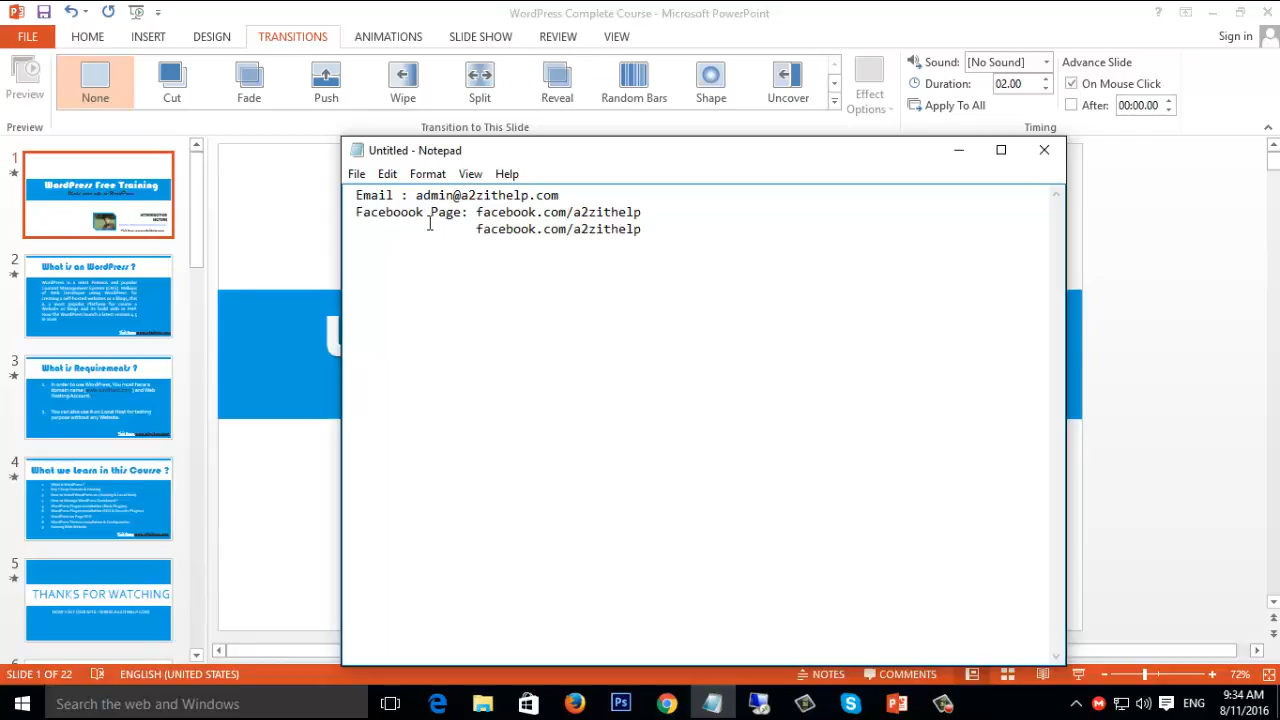 WordPress Complete Course - Microsoft PowerPoint
?
FILE HOME INSERT DESIGN TRANSITIONS ANIMATIONS SLIDE SHOW REVIEW VIEW Sign in
Preview
None Cut Fade Push Wipe Split Reveal Random Bars Shape Uncover
Effect
Options
Sound: [No Sound]
Duration: 02.00
Apply To All
Advance Slide
On Mouse Click
After: 00:00.00
Preview Transition to This Slide Timing
1
WordPress Free Training
2
What is an WordPress ?
3
What is Requirements ?
4
What we Learn in this Course ?
5
THANKS FOR WATCHING
Untitled - Notepad
File Edit Format View Help
Email : admin@a2zithelp.com
Faceboook Page: facebook.com/a2zithelp
facebook.com/a2zithelp
SLIDE 1 OF 22 ENGLISH (UNITED STATES) NOTES COMMENTS 72%
Search the web and Windows
ENG
9:34 AM
8/11/2016